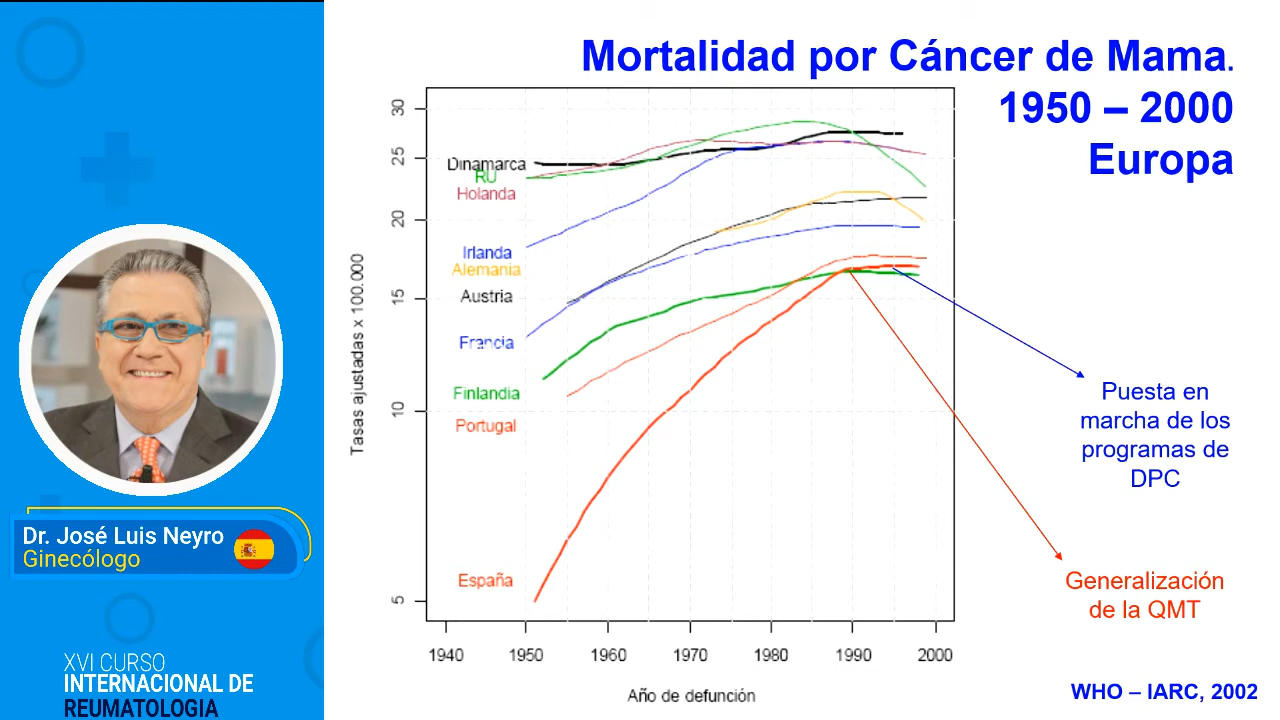 Mortalidad por Cáncer de Mama.
1950 – 2000
Europa
Tasas ajustadas x 100.000
30
25
20
15
10
5
Dinamarca
RU
Holanda
Irlanda
Alemania
Austria
Francia
Finlandia
Portugal
España
1940 1950 1960 1970 1980 1990 2000
Año de defunción
Puesta en
marcha de los
programas de
DPC
Generalización
de la QMT
WHO – IARC, 2002
Dr. José Luis Neyro
Ginecólogo
XVI CURSO
INTERNACIONAL DE
REUMATOLOGIA